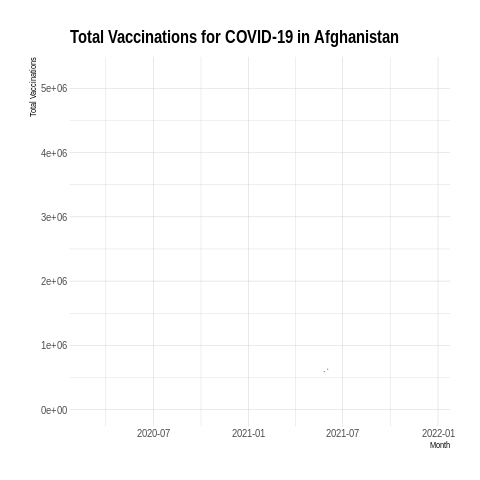 Total Vaccinations for COVID-19 in Afghanistan
Total Vaccinations
5e+06
4e+06
3e+06
2e+06
1e+06
0e+00
2020-07 2021-01 2021-07 2022-01
Month